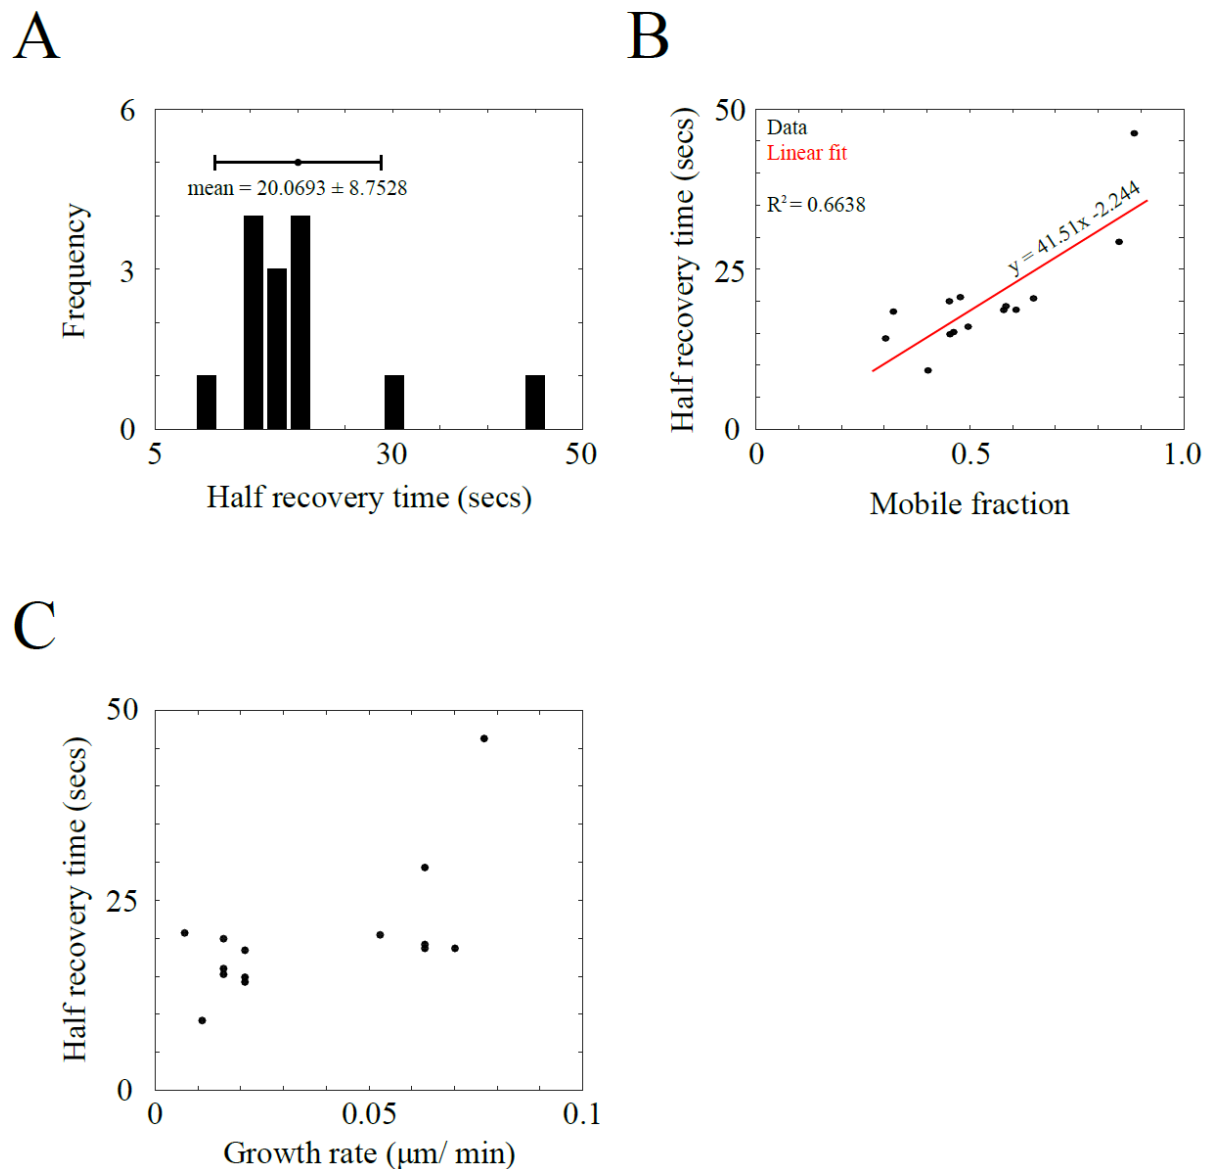 A
6
3
0
Frequency
mean = 20.0693 ± 8.7528
5 30 50
Half recovery time (secs)
B
50
25
0
Half recovery time (secs)
Data
Linear fit
R² = 0.6638
y = 41.51x -2.244
0 0.5 1.0
Mobile fraction
C
50
25
0
Half recovery time (secs)
0 0.05 0.1
Growth rate (μm/ min)